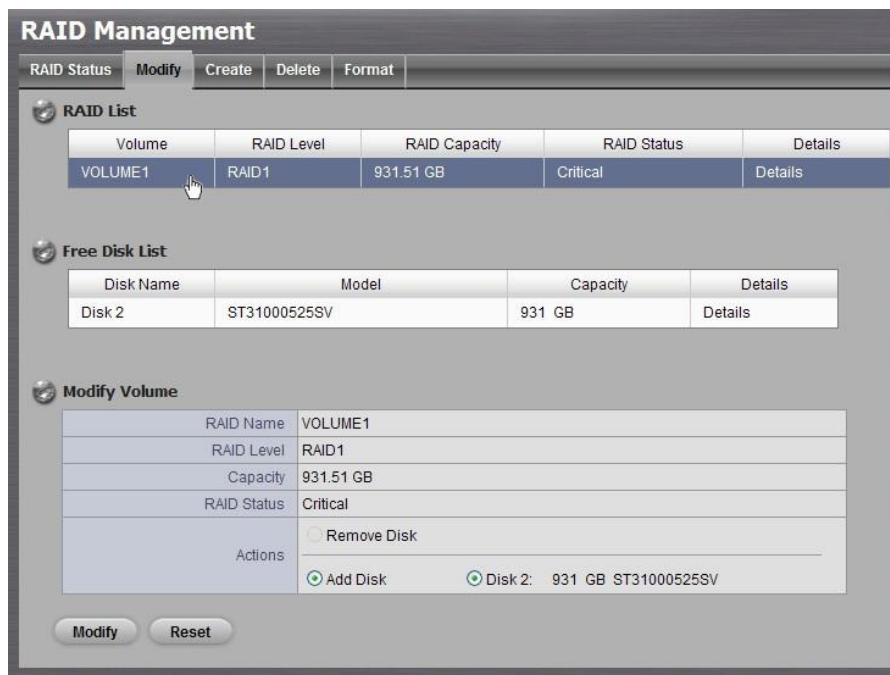 RAID Management
RAID Status Modify Create Delete Format
RAID List
Volume RAID Level RAID Capacity RAID Status Details
VOLUME1 RAID1 931.51 GB Critical Details
Free Disk List
Disk Name Model Capacity Details
Disk 2 ST31000525SV 931 GB Details
Modify Volume
RAID Name VOLUME1
RAID Level RAID1
Capacity 931.51 GB
RAID Status Critical
Actions
Remove Disk
Add Disk Disk 2: 931 GB ST31000525SV
Modify Reset